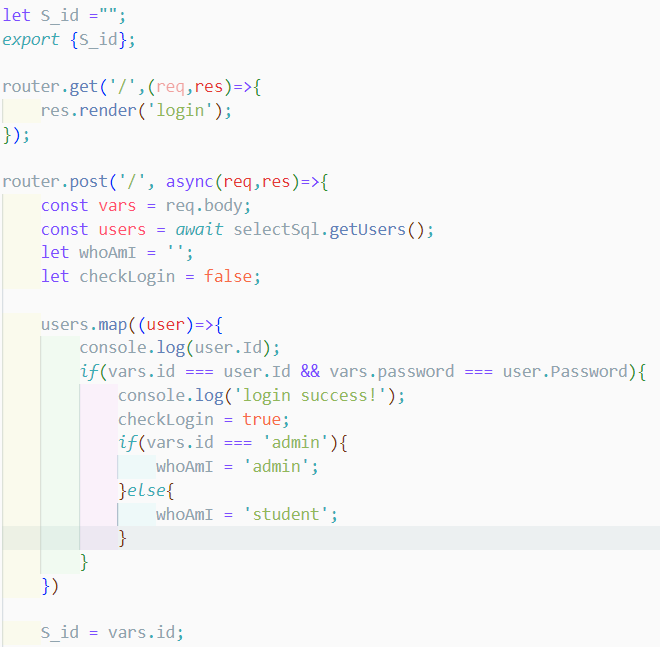 let S_id ="";
export {S_id};
router.get('/',(req,res)=>{
    res.render('login');
});
router.post('/', async(req,res)=>{
    const vars = req.body;
    const users = await selectSql.getUsers();
    let whoAmI = '';
    let checkLogin = false;
    users.map((user)=>{
        console.log(user.Id);
        if(vars.id === user.Id && vars.password === user.Password){
            console.log('login success!');
            checkLogin = true;
            if(vars.id === 'admin'){
                whoAmI = 'admin';
            }else{
                whoAmI = 'student';
            }
        }
    })
    S_id = vars.id;